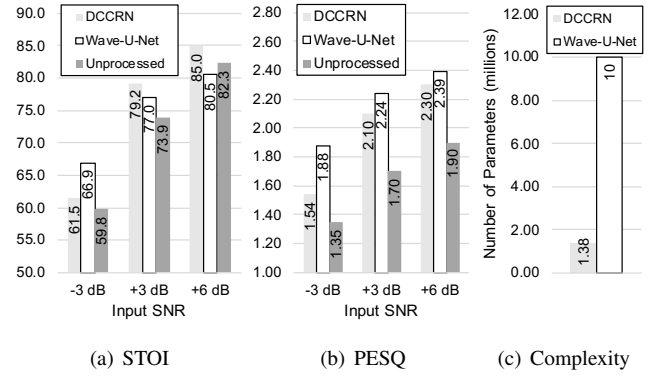 90.0
85.0
80.0
75.0
70.0
65.0
60.0
55.0
50.0
DCCRN
Wave-U-Net
Unprocessed
61.5
66.9
59.8
79.2
77.0
73.9
85.0
80.5
82.3
-3 dB +3 dB +6 dB
Input SNR
(a) STOI
2.80
2.60
2.40
2.20
2.00
1.80
1.60
1.40
1.20
1.00
DCCRN
Wave-U-Net
Unprocessed
1.54
1.88
1.35
2.10
2.24
1.70
2.30
2.39
1.90
-3 dB +3 dB +6 dB
Input SNR
(b) PESQ
Number of Parameters (millions)
12.00
10.00
8.00
6.00
4.00
2.00
0.00
DCCRN
Wave-U-Net
1.38
10
(c) Complexity